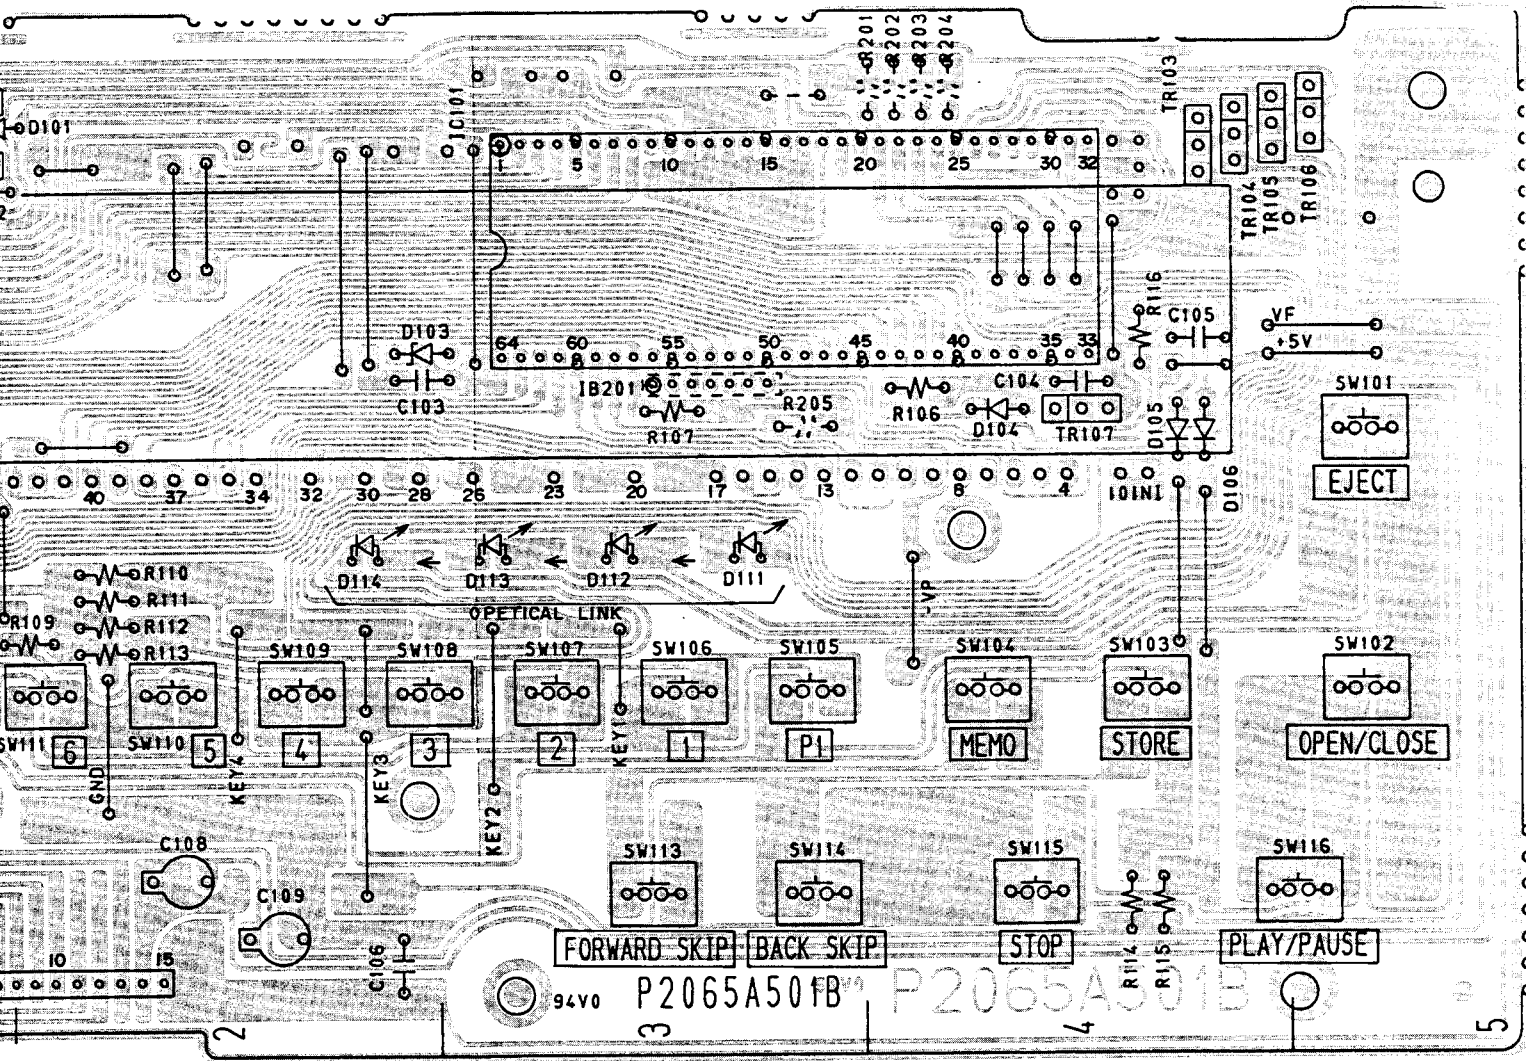 R201 R202 R203 R204
TR103
IC101
D101
1 5 10 15 20 25 30 32
TR104 TR105 TR106
R116
C105
VF
+5V
D103
64 60 55 50 45 40 35 33
IB201
C104
SW101
C103
R107
R205
R106
D104
TR107
D105
EJECT
40 37 34 32 30 28 26 23 20 17 13 8 4
IN101
D106
D114 D113 D112 D111
OPETICAL LINK
-VP
R110
R111
R112
R113
R109
SW109 SW108 SW107 SW106 SW105 SW104 SW103 SW102
SW111 6
SW110 5
4 3 2 1 P1
MEMO STORE OPEN/CLOSE
GND
KEY4
KEY3
KEY2
KEY1
C108
SW113 SW114 SW115 SW116
C109
FORWARD SKIP BACK SKIP STOP PLAY/PAUSE
R114 R115
C106
10 15
94V0 P2065A501B
P2065A501B
2 3 4 5